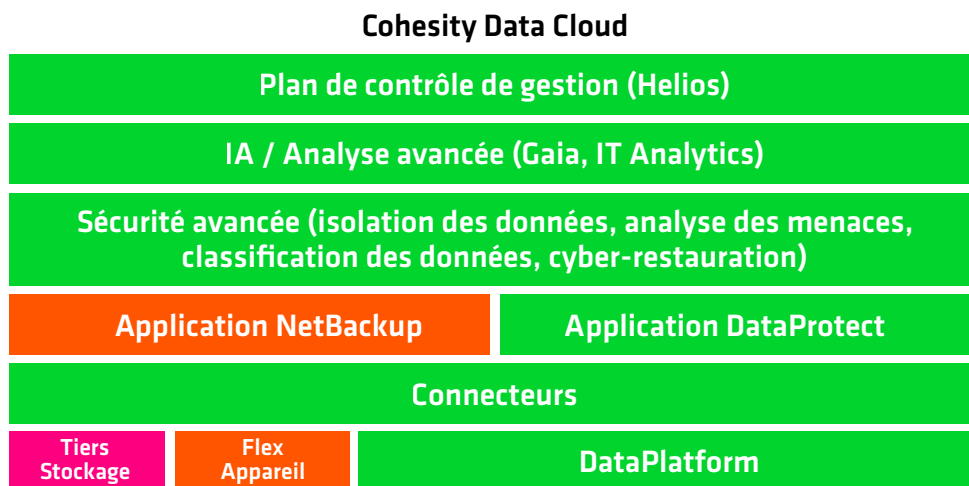 Cohesity Data Cloud
Plan de contrôle de gestion (Helios)
IA / Analyse avancée (Gaia, IT Analytics)
Sécurité avancée (isolation des données, analyse des menaces,
classification des données, cyber-restauration)
Application NetBackup
Application DataProtect
Connecteurs
Tiers
Stockage
Flex
Appareil
DataPlatform